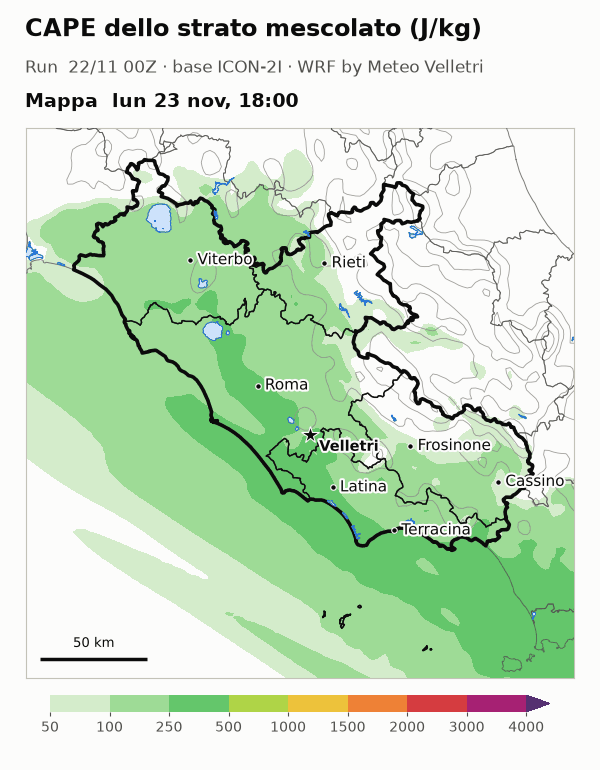 CAPE dello strato mescolato (J/kg)
Run 22/11 00Z · base ICON-2I · WRF by Meteo Velletri
Mappa lun 23 nov, 18:00
Viterbo
Rieti
Roma
Velletri
Frosinone
Latina
Cassino
Terracina
50 km
50 100 250 500 1000 1500 2000 3000 4000